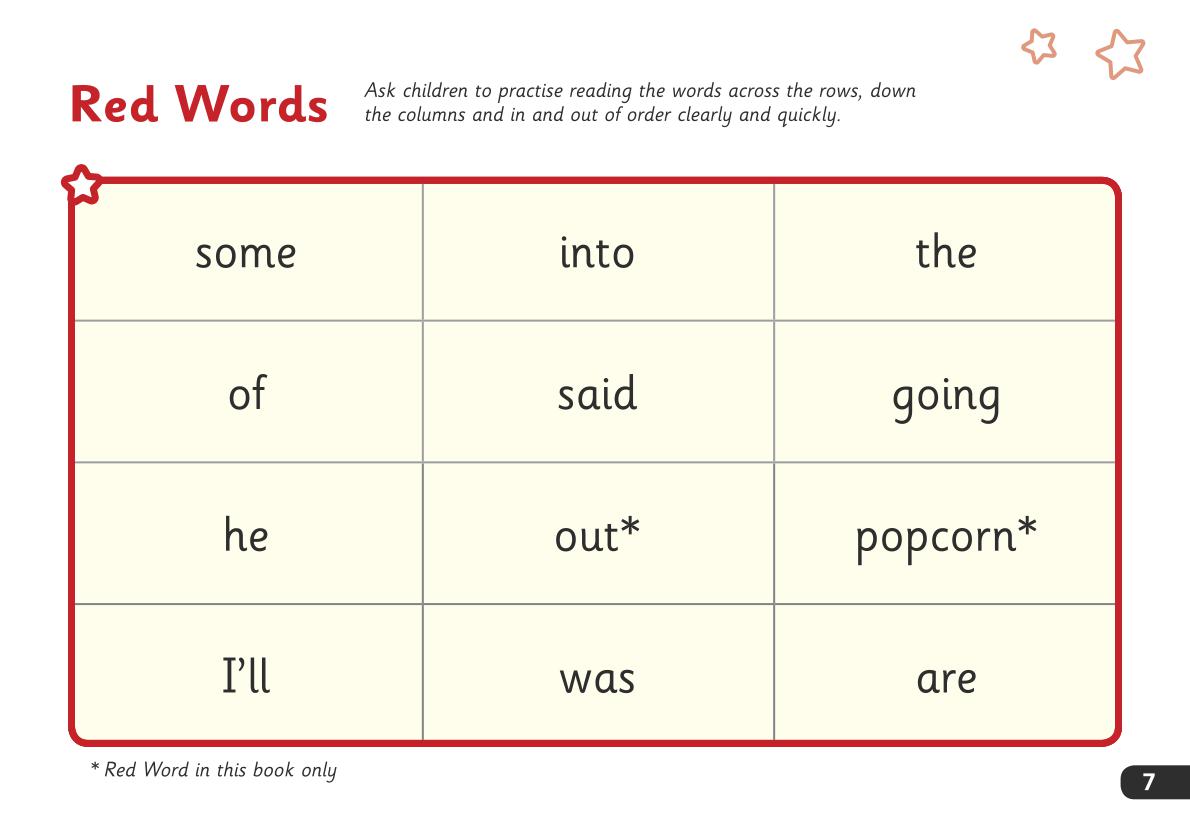 Red Words
Ask children to practise reading the words across the rows, down
the columns and in and out of order clearly and quickly.
some into the
of said going
he out* popcorn*
I’ll was are
* Red Word in this book only
7